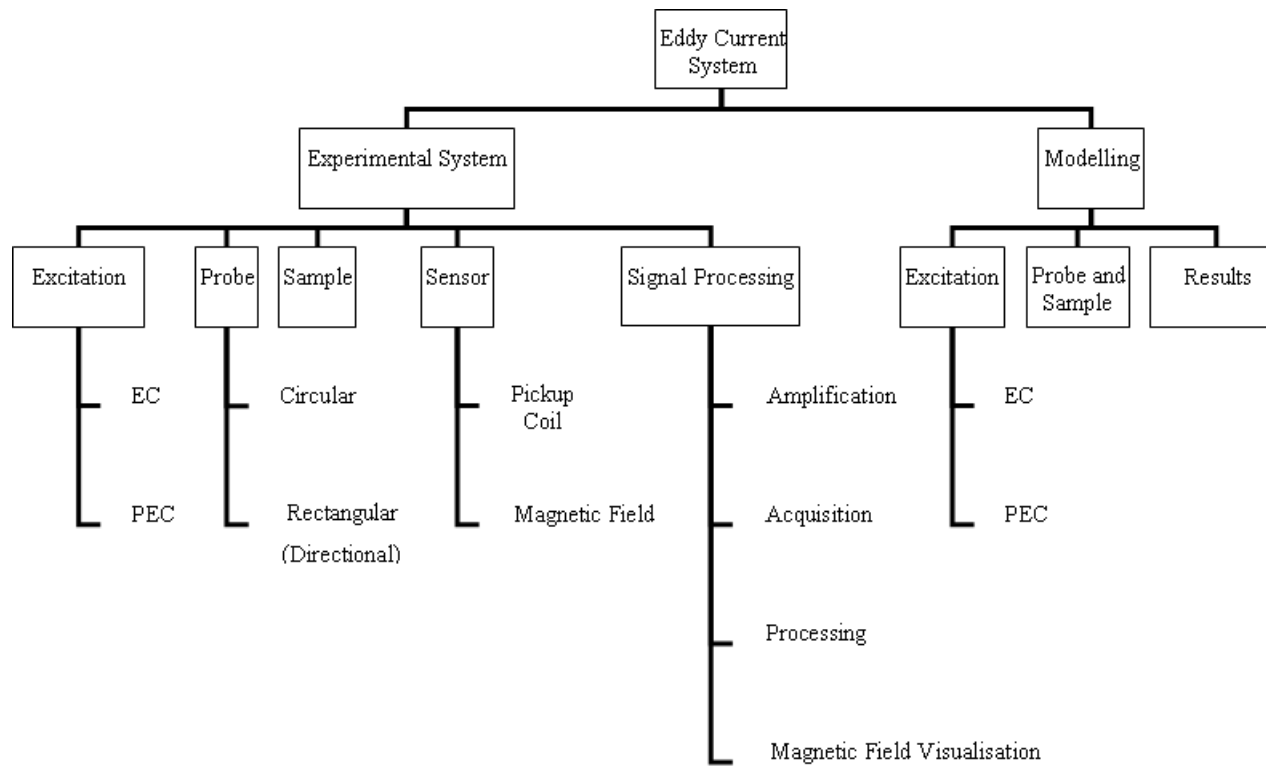 Eddy Current
System
Experimental System
Modelling
Excitation
Probe
Sample
Sensor
Signal Processing
Excitation
Probe and
Sample
Results
EC
Circular
Pickup
Coil
Amplification
EC
PEC
Rectangular
(Directional)
Magnetic Field
Acquisition
PEC
Processing
Magnetic Field Visualisation